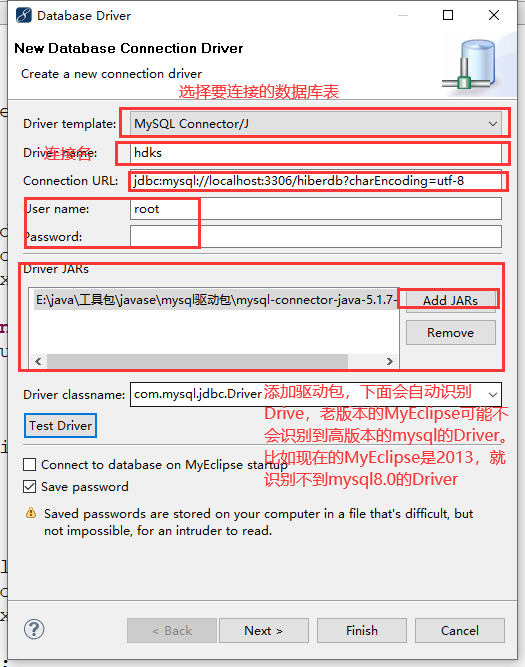 Database Driver
New Database Connection Driver
Create a new connection driver
选择要连接的数据库表
Driver template: MySQL Connector/J
Driver name: hdks
连接名
Connection URL: jdbc:mysql://localhost:3306/hiberdb?charEncoding=utf-8
User name: root
Password:
Driver JARs
E:\java\工具包\javase\mysql驱动包\mysql-connector-java-5.1.7- Add JARs
Remove
Driver classname: com.mysql.jdbc.Driver
添加驱动包，下面会自动识别
Drive，老版本的MyEclipse可能不
会识别到高版本的mysql的Driver。
比如现在的MyEclipse是2013，就
识别不到mysql8.0的Driver
Test Driver
Connect to database on MyEclipse startup
Save password
Saved passwords are stored on your computer in a file that's difficult, but
not impossible, for an intruder to read.
< Back Next > Finish Cancel